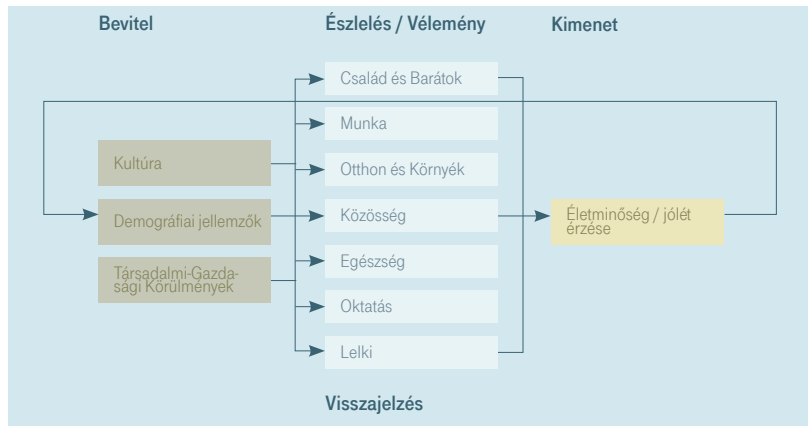 Bevitel
Észlelés / Vélemény
Kimenet
Család és Barátok
Munka
Kultúra
Otthon és Környék
Demográfiai jellemzők
Közösség
Életminőség / jólét
érzése
Társadalmi-Gazda-
sági Körülmények
Egészség
Oktatás
Lelki
Visszajelzés